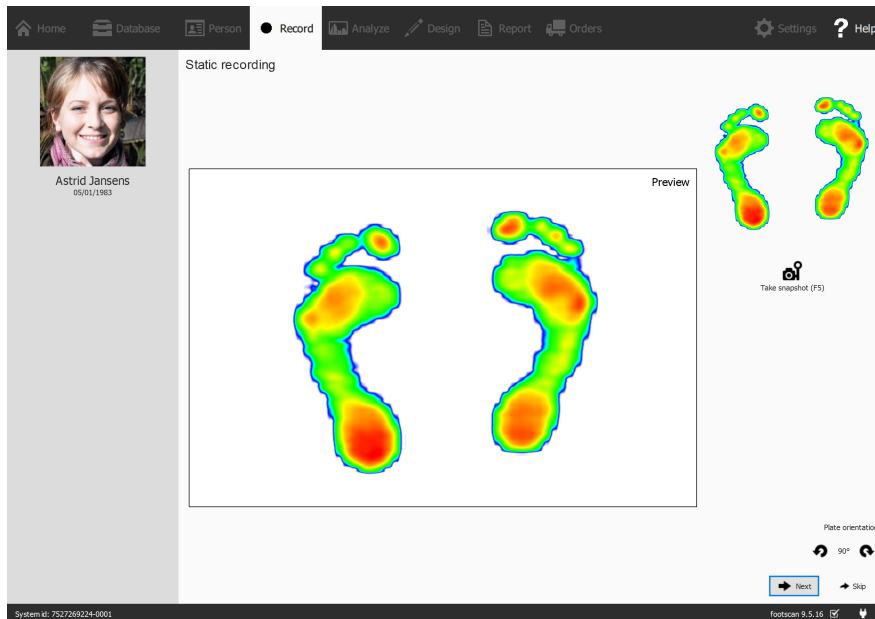 Home Database Person Record Analyze Design Report Orders Settings Help
Static recording
Astrid Jansens
05/01/1983
Preview
Take snapshot (F5)
Plate orientatio
90°
Next Skip
System id: 7527269224-0001 footscan 9.5.16